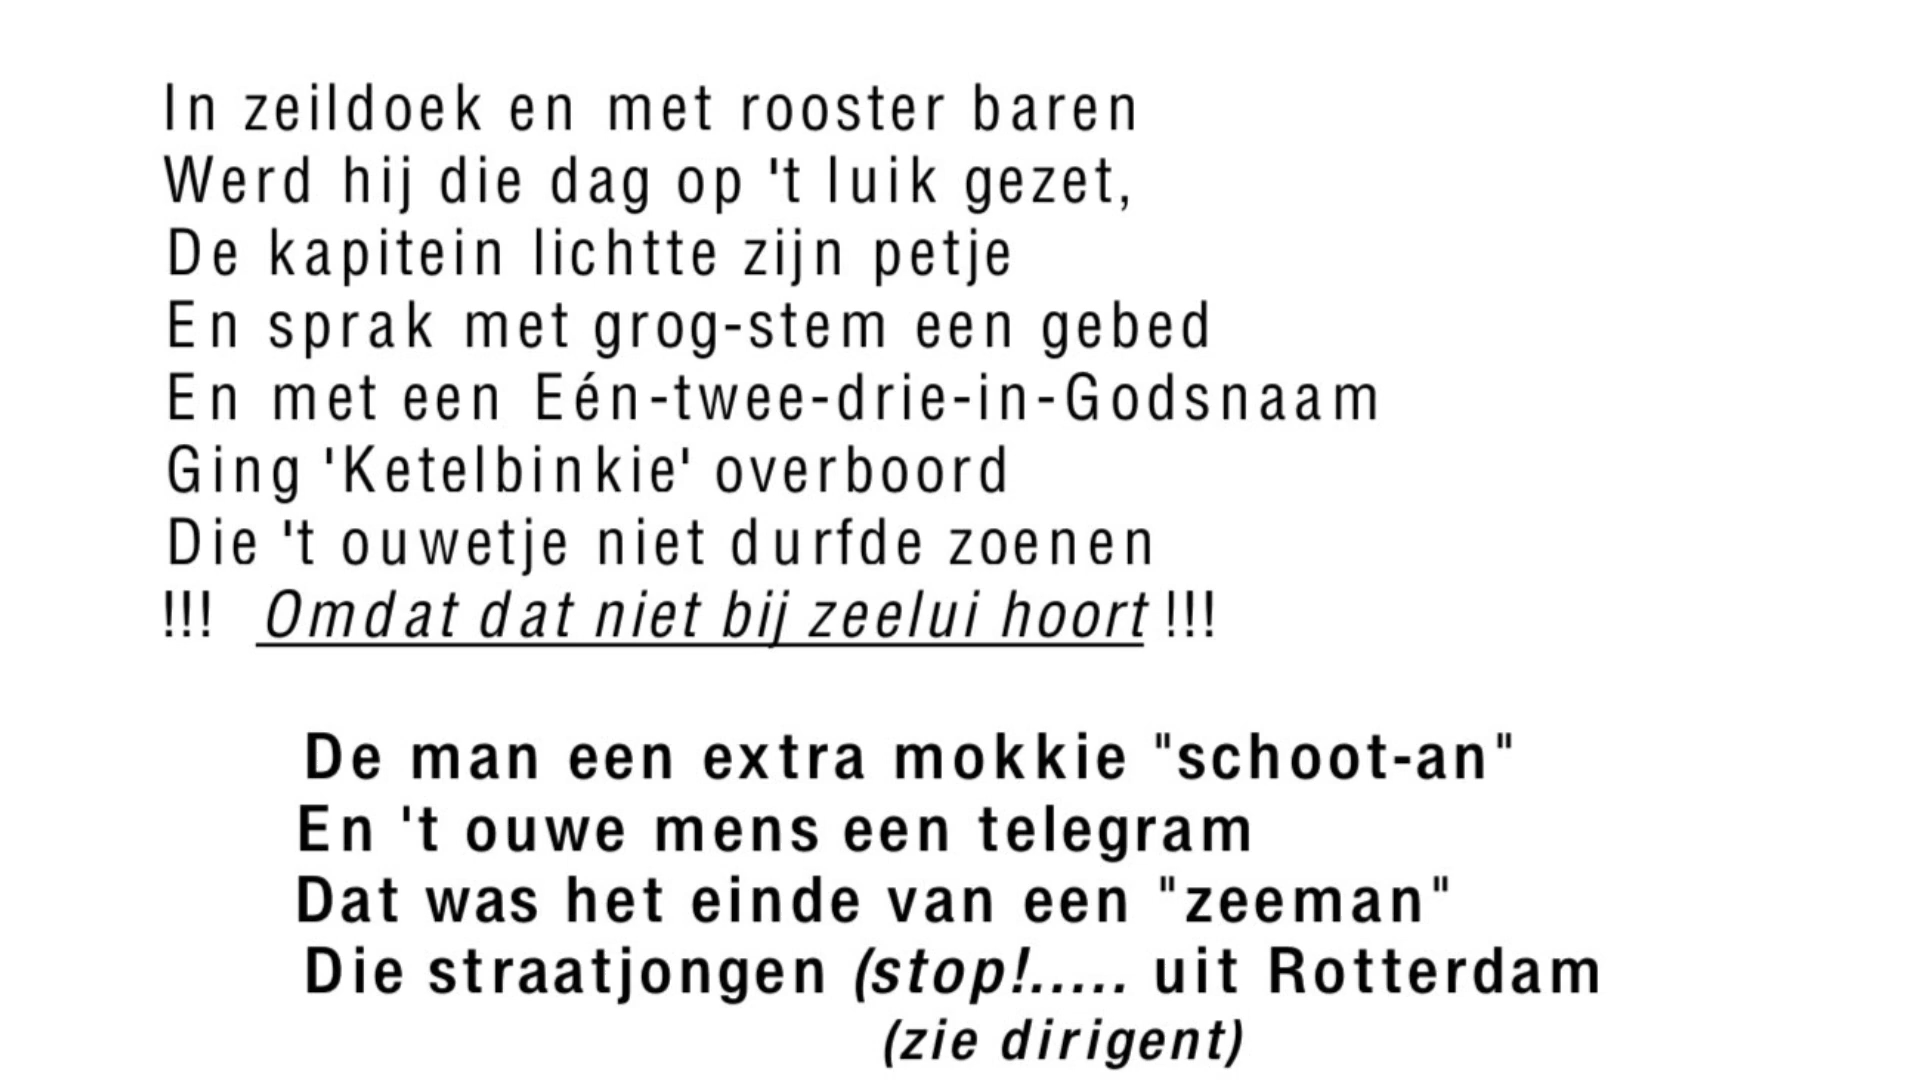 In zeildoek en met rooster baren
Werd hij die dag op 't luik gezet,
De kapitein lichtte zijn petje
En sprak met grog-stem een gebed
En met een Eén-twee-drie-in-Godsnaam
Ging 'Ketelbinkie' overboord
Die 't ouwetje niet durfde zoenen
!!! Omdat dat niet bij zeelui hoort !!!
De man een extra mokkie "schoot-an"
En 't ouwe mens een telegram
Dat was het einde van een "zeeman"
Die straatjongen (stop!..... uit Rotterdam
(zie dirigent)